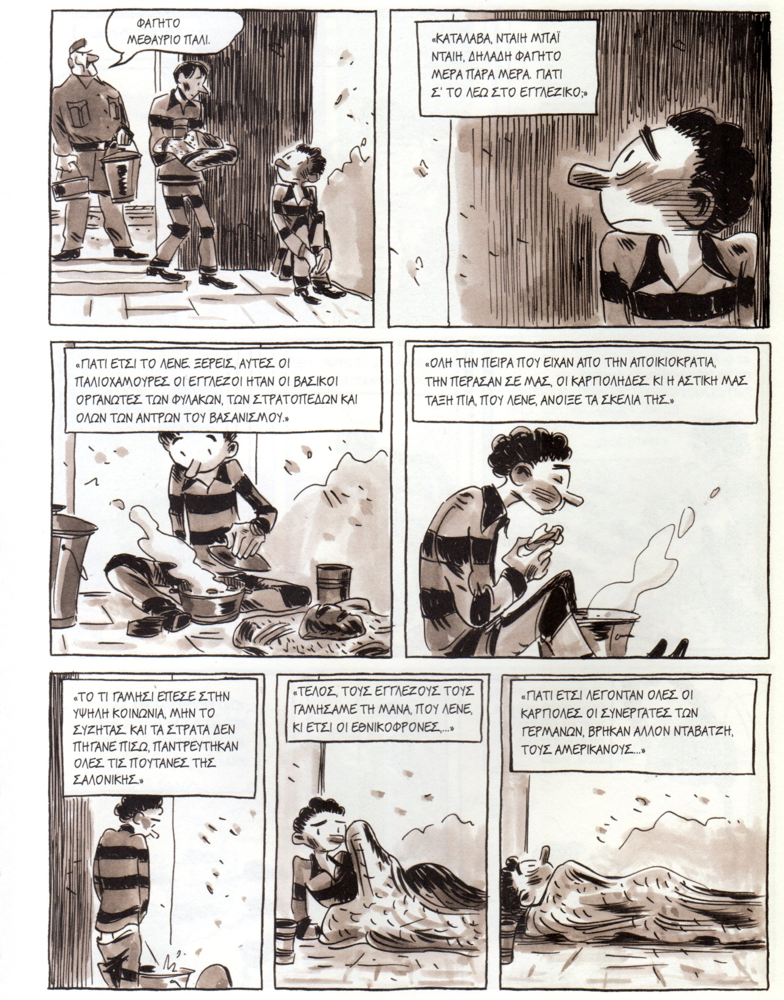 ΦΑΓΗΤΟ
ΜΕΘΑΥΡΙΟ ΠΑΛΙ.
«ΚΑΤΑΛΑΒΑ, ΝΤΑΙΗ ΜΠΑΪ
ΝΤΑΙΗ, ΔΗΛΑΔΗ ΦΑΓΗΤΟ
ΜΕΡΑ ΠΑΡΑ ΜΕΡΑ. ΓΙΑΤΙ
Σ' ΤΟ ΛΕΩ ΣΤΟ ΕΓΓΛΕΖΙΚΟ;»
«ΓΙΑΤΙ ΕΤΣΙ ΤΟ ΛΕΝΕ. ΞΕΡΕΙΣ, ΑΥΤΕΣ ΟΙ
ΠΑΛΙΟΧΑΜΟΥΡΕΣ ΟΙ ΕΓΓΛΕΖΟΙ ΗΤΑΝ ΟΙ ΒΑΣΙΚΟΙ
ΟΡΓΑΝΩΤΕΣ ΤΩΝ ΦΥΛΑΚΩΝ, ΤΩΝ ΣΤΡΑΤΟΠΕΔΩΝ ΚΑΙ
ΟΛΩΝ ΤΩΝ ΑΝΤΡΩΝ ΤΟΥ ΒΑΣΑΝΙΣΜΟΥ.»
«ΟΛΗ ΤΗΝ ΠΕΙΡΑ ΠΟΥ ΕΙΧΑΝ ΑΠΟ ΤΗΝ ΑΠΟΙΚΙΟΚΡΑΤΙΑ,
ΤΗΝ ΠΕΡΑΣΑΝ ΣΕ ΜΑΣ, ΟΙ ΚΑΡΠΟΛΗΔΕΣ. ΚΙ Η ΑΣΤΙΚΗ ΜΑΣ
ΤΑΞΗ ΠΙΑ, ΠΟΥ ΛΕΝΕ, ΑΝΟΙΞΕ ΤΑ ΣΚΕΛΙΑ ΤΗΣ.»
«ΤΟ ΤΙ ΓΑΜΗΣΙ ΕΠΕΣΕ ΣΤΗΝ
ΥΨΗΛΗ ΚΟΙΝΩΝΙΑ, ΜΗΝ ΤΟ
ΣΥΖΗΤΑΣ. ΚΑΙ ΤΑ ΣΤΡΑΤΑ ΔΕΝ
ΠΗΓΑΝΕ ΠΙΣΩ, ΠΑΝΤΡΕΥΤΗΚΑΝ
ΟΛΕΣ ΤΙΣ ΠΟΥΤΑΝΕΣ ΤΗΣ
ΣΑΛΟΝΙΚΗΣ.»
«ΤΕΛΟΣ, ΤΟΥΣ ΕΓΓΛΕΖΟΥΣ ΤΟΥΣ
ΓΑΜΗΣΑΜΕ ΤΗ ΜΑΝΑ, ΠΟΥ ΛΕΝΕ,
ΚΙ ΕΤΣΙ ΟΙ ΕΘΝΙΚΟΦΡΟΝΕΣ,...»
«ΓΙΑΤΙ ΕΤΣΙ ΛΕΓΟΝΤΑΝ ΟΛΕΣ ΟΙ
ΚΑΡΠΟΛΕΣ ΟΙ ΣΥΝΕΡΓΑΤΕΣ ΤΩΝ
ΓΕΡΜΑΝΩΝ, ΒΡΗΚΑΝ ΑΛΛΟΝ ΝΤΑΒΑΤΖΗ,
ΤΟΥΣ ΑΜΕΡΙΚΑΝΟΥΣ...»